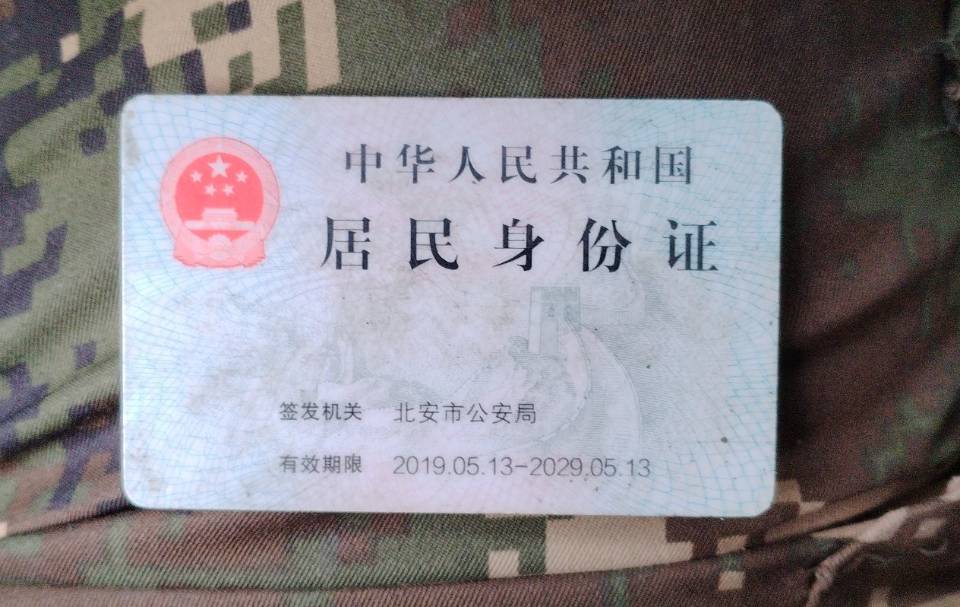 中华人民共和国
居民身份证
签发机关 北安市公安局
有效期限 2019.05.13-2029.05.13